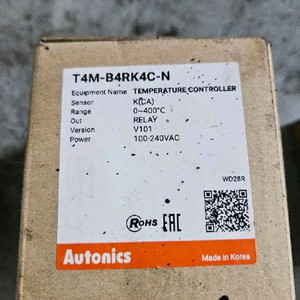 T4M-B4RK4C-N
Equipment Name TEMPERATURE CONTROLLER
Sensor K(CA)
Range 0~400℃
Out RELAY
Version V101
Power 100-240VAC
WD28R
RoHS EAC
Autonics Made in Korea